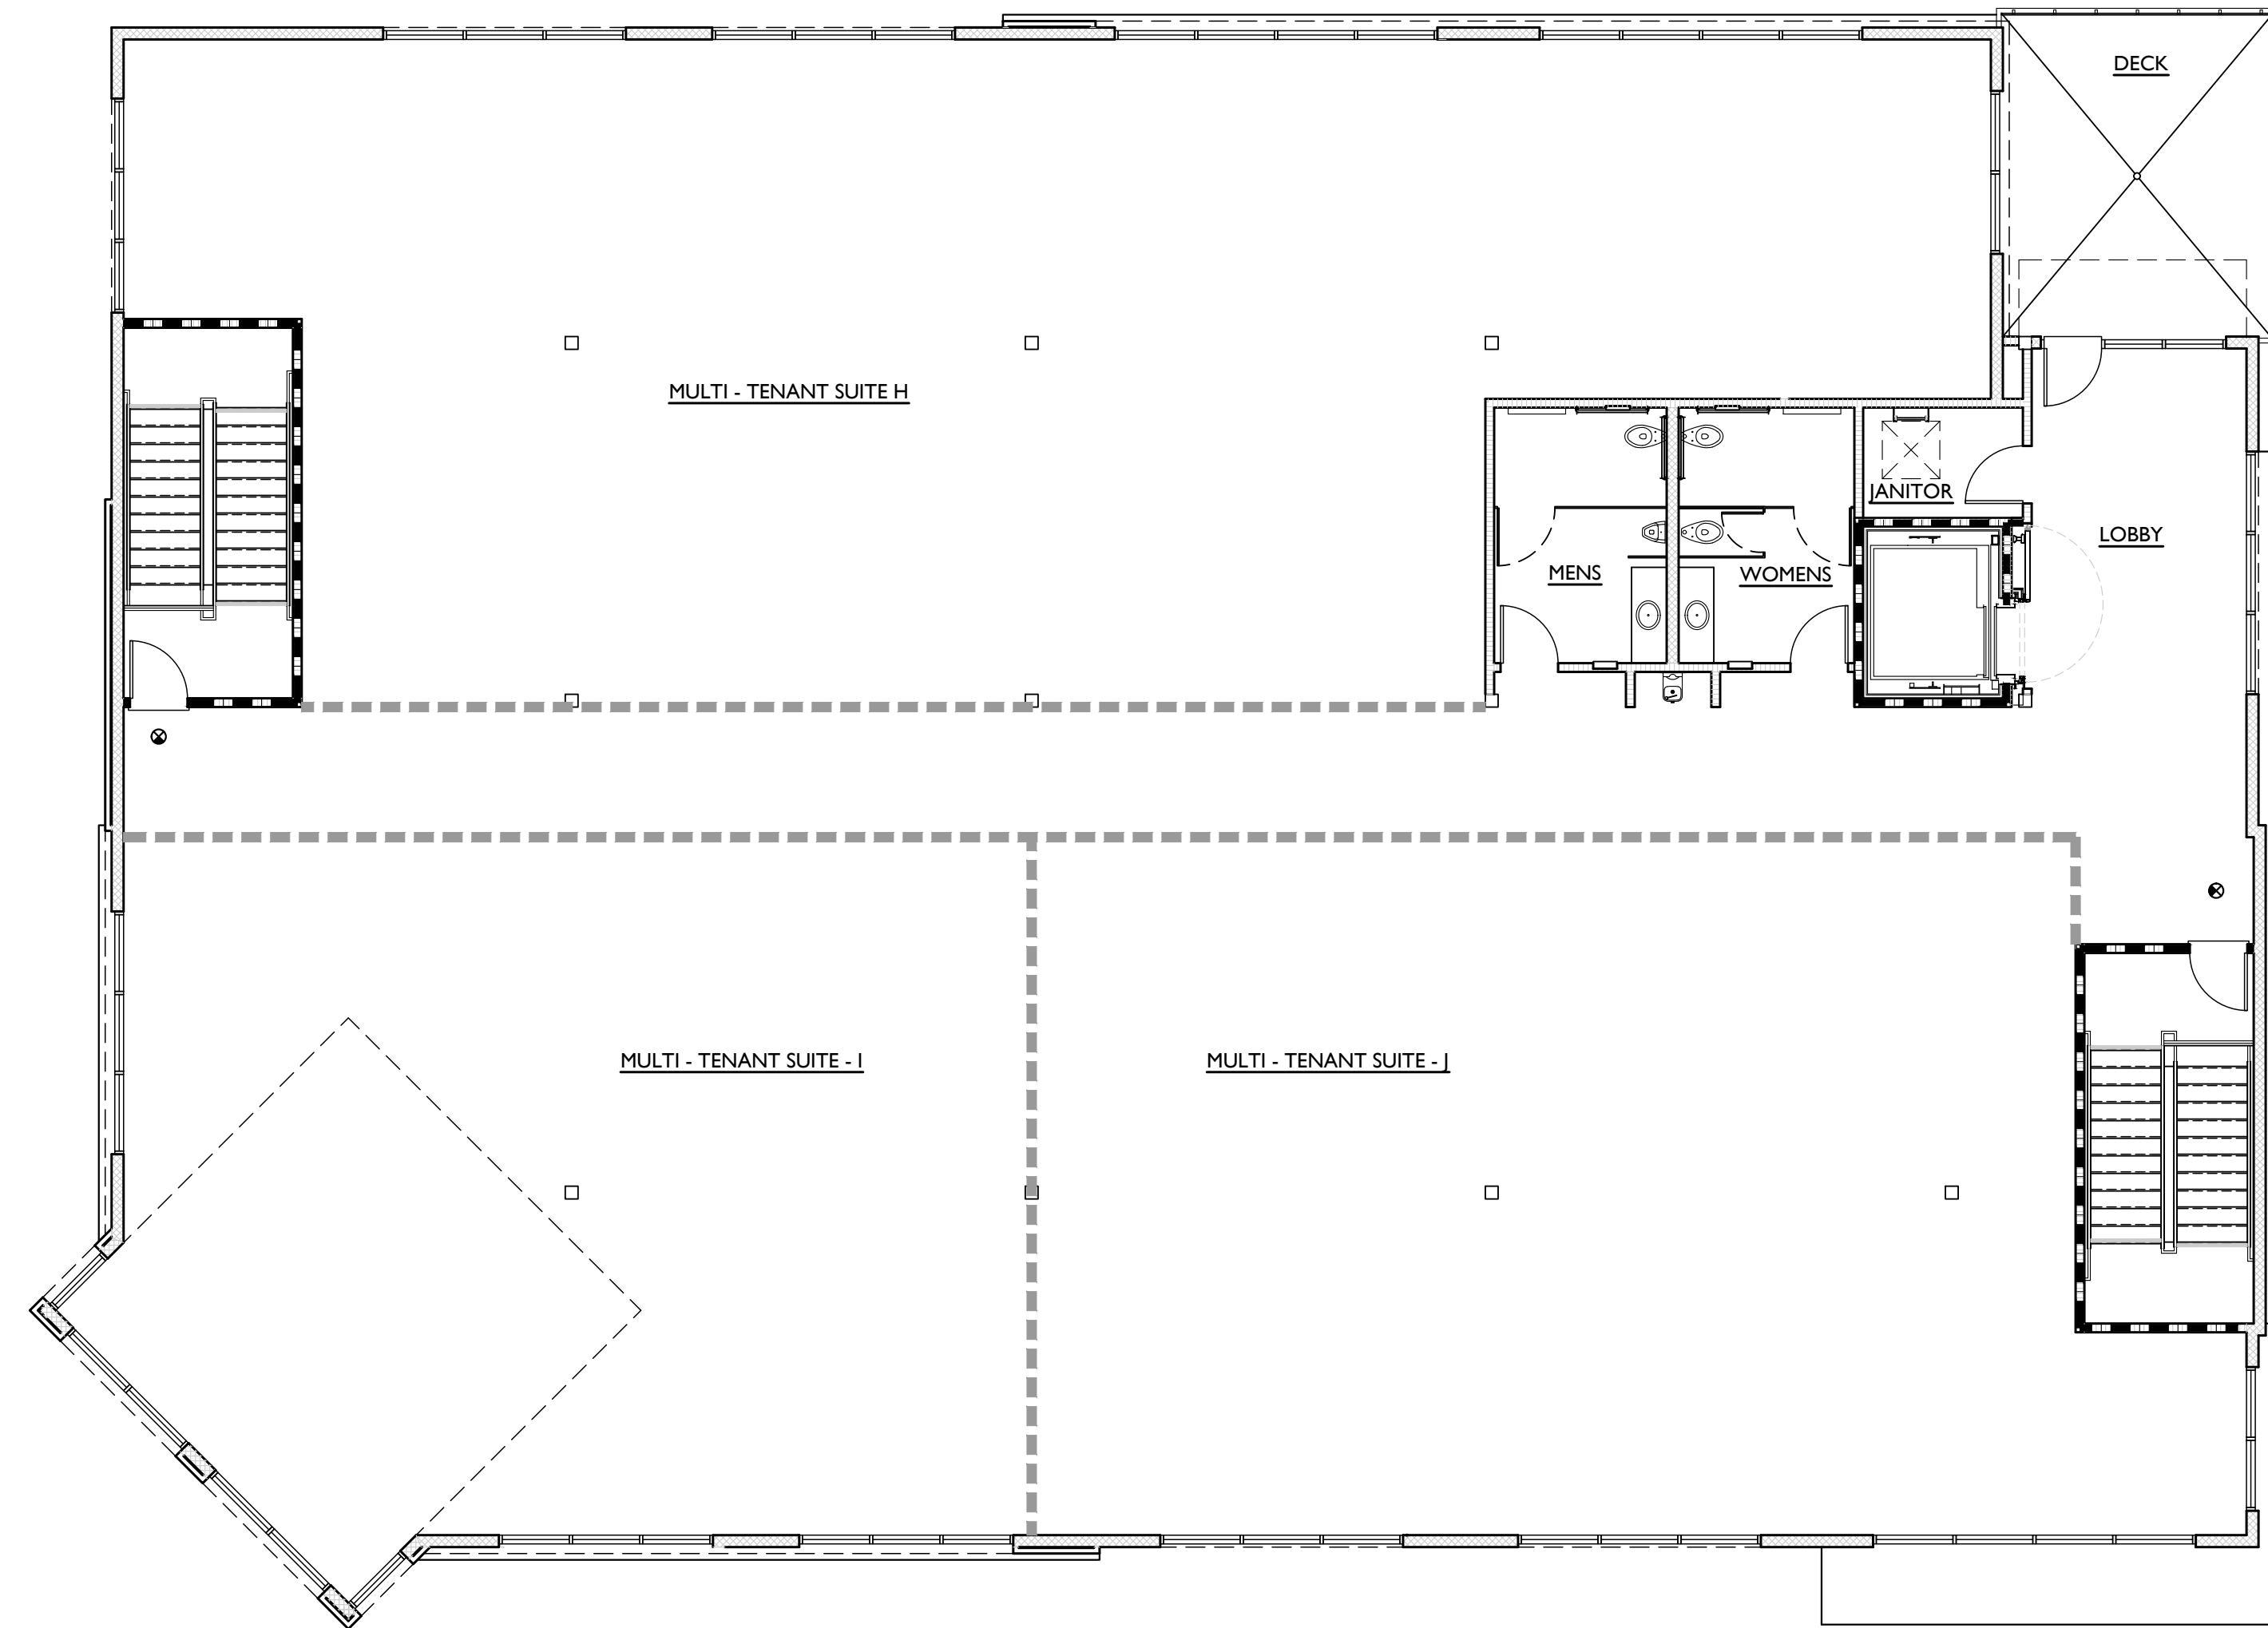 DECK
MULTI - TENANT SUITE H
JANITOR
LOBBY
MENS
WOMENS
MULTI - TENANT SUITE - I
MULTI - TENANT SUITE - J